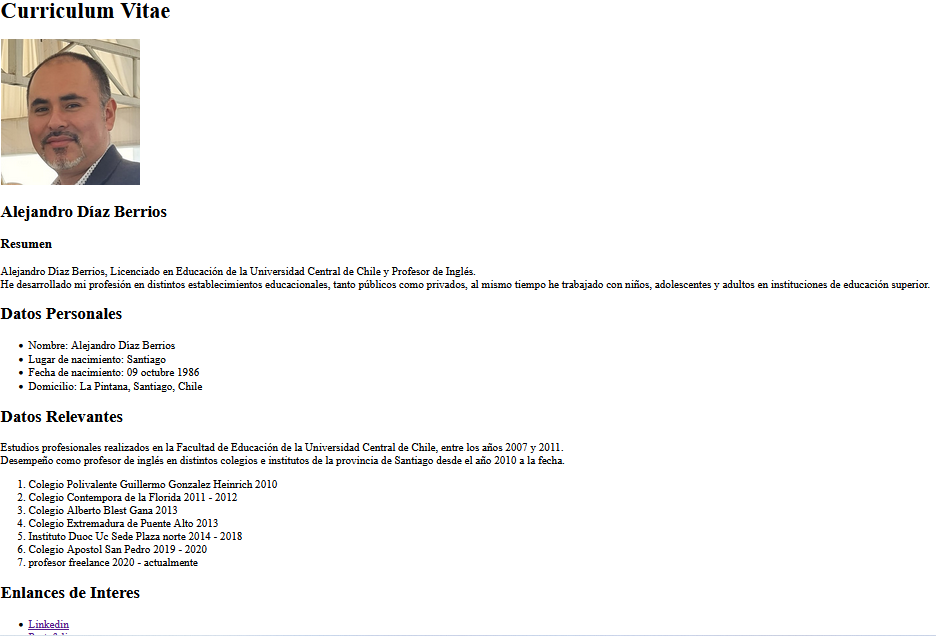 Curriculum Vitae
Alejandro Díaz Berrios
Resumen
Alejandro Díaz Berrios, Licenciado en Educación de la Universidad Central de Chile y Profesor de Inglés.
He desarrollado mi profesión en distintos establecimientos educacionales, tanto públicos como privados, al mismo tiempo he trabajado con niños, adolescentes y adultos en instituciones de educación superior.
Datos Personales
• Nombre: Alejandro Díaz Berrios
• Lugar de nacimiento: Santiago
• Fecha de nacimiento: 09 octubre 1986
• Domicilio: La Pintana, Santiago, Chile
Datos Relevantes
Estudios profesionales realizados en la Facultad de Educación de la Universidad Central de Chile, entre los años 2007 y 2011.
Desempeño como profesor de inglés en distintos colegios e institutos de la provincia de Santiago desde el año 2010 a la fecha.
1. Colegio Polivalente Guillermo Gonzalez Heinrich 2010
2. Colegio Contempora de la Florida 2011 - 2012
3. Colegio Alberto Blest Gana 2013
4. Colegio Extremadura de Puente Alto 2013
5. Instituto Duoc Uc Sede Plaza norte 2014 - 2018
6. Colegio Apostol San Pedro 2019 - 2020
7. profesor freelance 2020 - actualmente
Enlances de Interes
• Linkedin